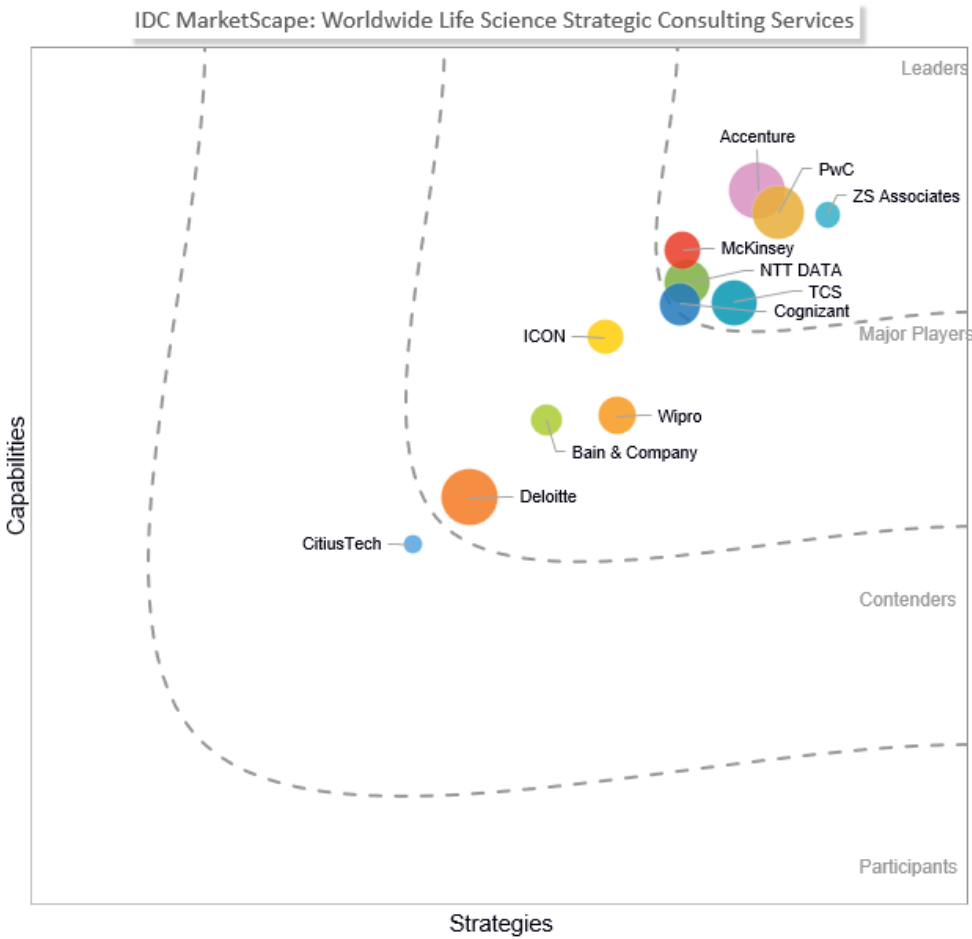 IDC MarketScape: Worldwide Life Science Strategic Consulting Services
Leaders
Accenture
PwC
ZS Associates
McKinsey
NTT DATA
TCS
Cognizant
Major Players
ICON
Wipro
Bain & Company
Deloitte
CitiusTech
Contenders
Participants
Capabilities
Strategies